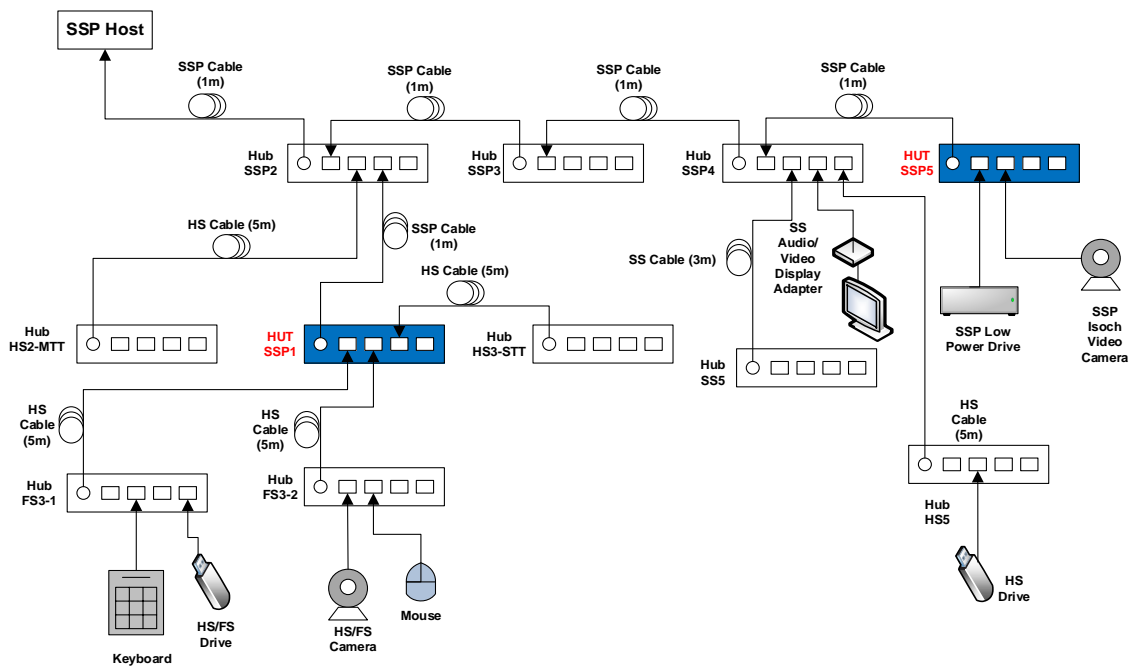 SSP Host
SSP Cable
(1m)
SSP Cable
(1m)
SSP Cable
(1m)
SSP Cable
(1m)
Hub
SSP2
Hub
SSP3
Hub
SSP4
HUT
SSP5
HS Cable (5m)
SSP Cable
(1m)
HS Cable (5m)
SS Cable (3m)
SS
Audio/
Video
Display
Adapter
SSP Low
Power Drive
SSP
Isoch
Video
Camera
Hub
HS2-MTT
HUT
SSP1
Hub
HS3-STT
Hub
SS5
HS
Cable
(5m)
HS
Cable
(5m)
HS
Cable
(5m)
Hub
FS3-1
Hub
FS3-2
Hub
HS5
Keyboard
HS/FS
Drive
HS/FS
Camera
Mouse
HS
Drive